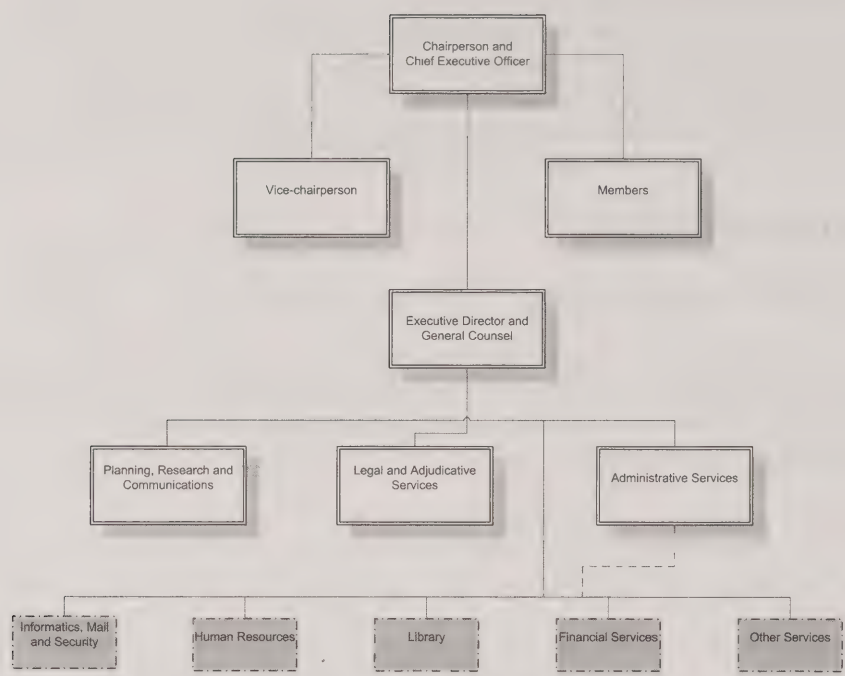 Chairperson and
Chief Executive Officer
Vice-chairperson
Members
Executive Director and
General Counsel
Planning, Research and
Communications
Legal and Adjudicative
Services
Administrative Services
Informatics, Mail
and Security
Human Resources
Library
Financial Services
Other Services